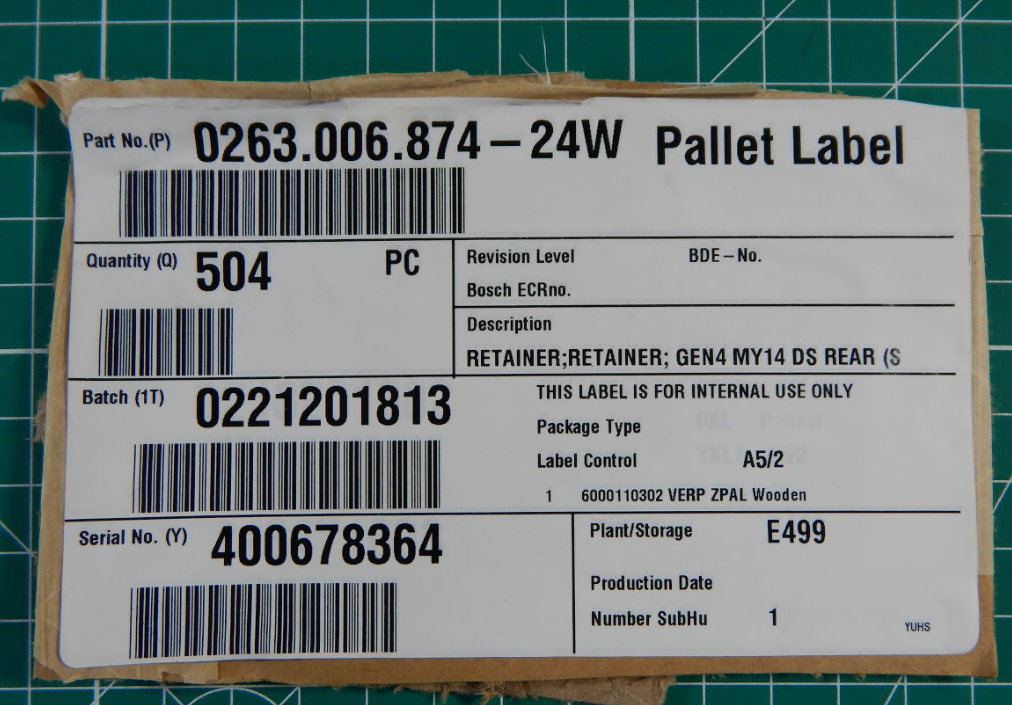 Part No.(P) 0263.006.874-24W Pallet Label
Quantity (Q) 504 PC
Revision Level BDE-No.
Bosch ECRno.
Description
RETAINER;RETAINER; GEN4 MY14 DS REAR (S
Batch (1T) 0221201813
THIS LABEL IS FOR INTERNAL USE ONLY
Package Type PAL - Pallets
Label Control A5/2
1 6000110302 VERP ZPAL Wooden
Serial No. (Y) 400678364
Plant/Storage E499
Production Date
Number SubHu 1
YUHS